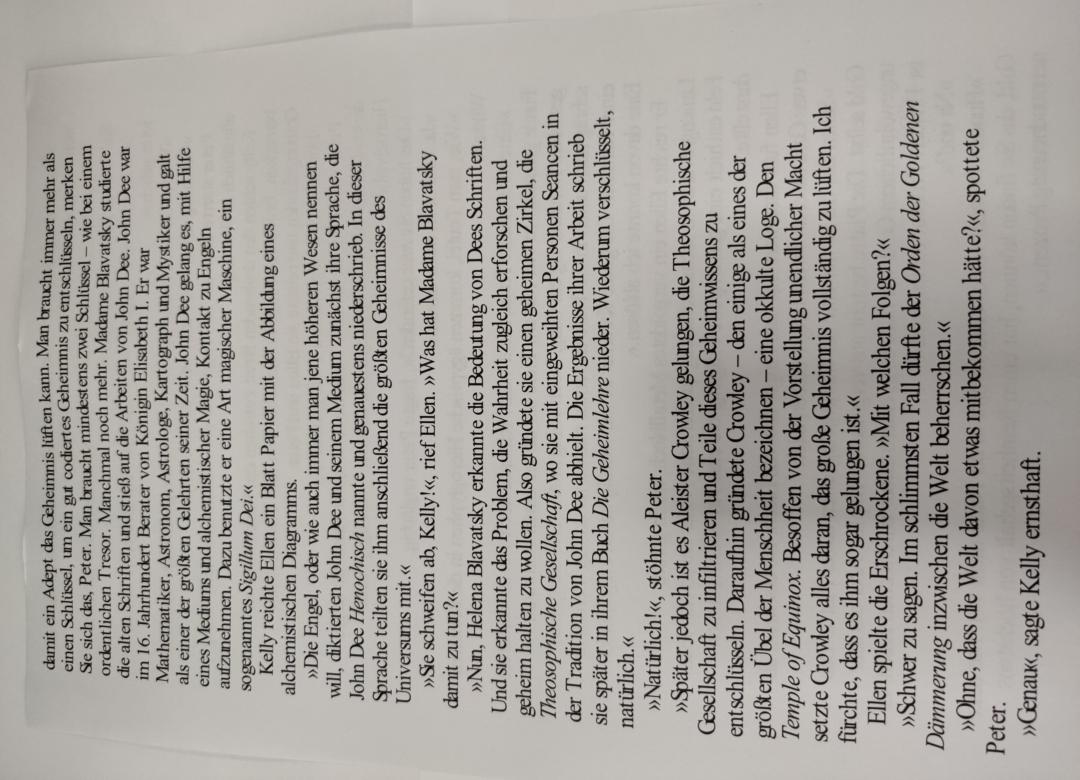 damit ein Adept das Geheimnis lüften kann. Man braucht immer mehr als
einen Schlüssel, um ein gut codiertes Geheimnis zu entschlüsseln, merken
Sie sich das, Peter. Man braucht mindestens zwei Schlüssel – wie bei einem
ordentlichen Tresor. Manchmal noch mehr. Madame Blavatsky studierte
die alten Schriften und stieß auf die Arbeiten von John Dee. John Dee war
im 16. Jahrhundert Berater von Königin Elisabeth I. Er war
Mathematiker, Astronom, Astrologe, Kartograph und Mystiker und galt
als einer der größten Gelehrten seiner Zeit. John Dee gelang es, mit Hilfe
eines Mediums und alchemistischer Magie, Kontakt zu Engeln
aufzunehmen. Dazu benutzte er eine Art magischer Maschine, ein
sogenanntes Sigillum Dei.«
Kelly reichte Ellen ein Blatt Papier mit der Abbildung eines
alchemistischen Diagramms.
»Die Engel, oder wie auch immer man jene höheren Wesen nennen
will, diktierten John Dee und seinem Medium zunächst ihre Sprache, die
John Dee Henochisch nannte und genauestens niederschrieb. In dieser
Sprache teilten sie ihm anschließend die größten Geheimnisse des
Universums mit.«
»Sie schweifen ab, Kelly!«, rief Ellen. »Was hat Madame Blavatsky
damit zu tun?«
»Nun, Helena Blavatsky erkannte die Bedeutung von Dees Schriften.
Und sie erkannte das Problem, die Wahrheit zugleich erforschen und
geheim halten zu wollen. Also gründete sie einen geheimen Zirkel, die
Theosophische Gesellschaft, wo sie mit eingeweihten Personen Seancen in
der Tradition von John Dee abhielt. Die Ergebnisse ihrer Arbeit schrieb
sie später in ihrem Buch Die Geheimlehre nieder. Wiederum verschlüsselt,
natürlich.«
»Natürlich!«, stöhnte Peter.
»Später jedoch ist es Aleister Crowley gelungen, die Theosophische
Gesellschaft zu infiltrieren und Teile dieses Geheimwissens zu
entschlüsseln. Daraufhin gründete Crowley – den einige als eines der
größten Übel der Menschheit bezeichnen – eine okkulte Loge. Den
Temple of Equinox. Besoffen von der Vorstellung unendlicher Macht
setzte Crowley alles daran, das große Geheimnis vollständig zu lüften. Ich
fürchte, dass es ihm sogar gelungen ist.«
Ellen spielte die Erschrockene. »Mit welchen Folgen?«
»Schwer zu sagen. Im schlimmsten Fall dürfte der Orden der Goldenen
Dämmerung inzwischen die Welt beherrschen.«
»Ohne, dass die Welt davon etwas mitbekommen hätte?«, spottete
Peter.
»Genau«, sagte Kelly ernsthaft.